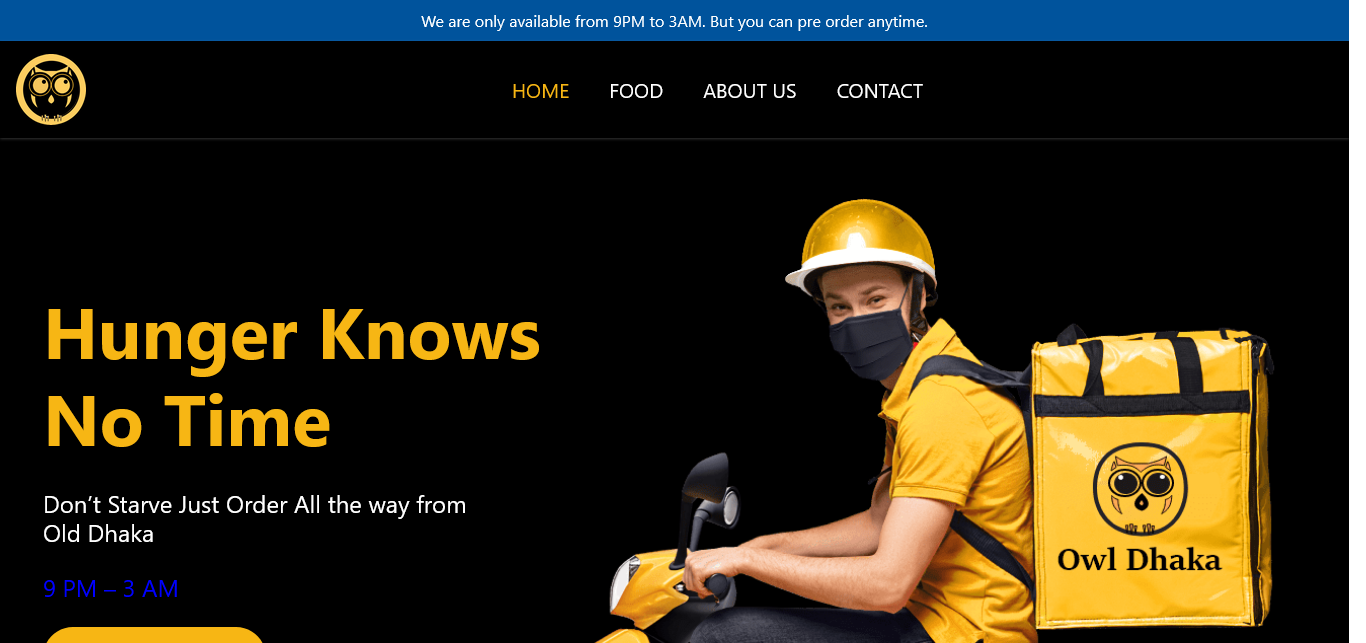 We are only available from 9PM to 3AM. But you can pre order anytime.
HOME FOOD ABOUT US CONTACT
Hunger Knows
No Time
Don’t Starve Just Order All the way from
Old Dhaka
9 PM – 3 AM
Owl Dhaka